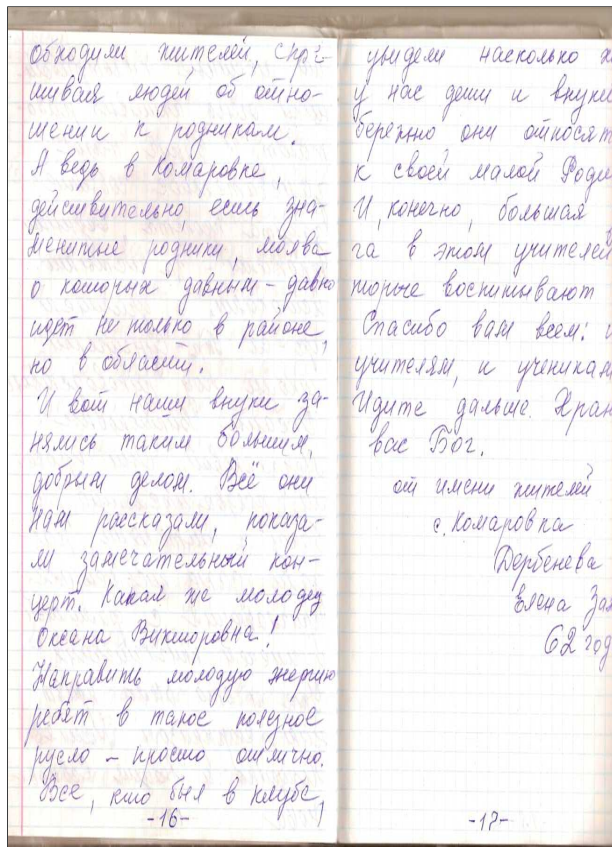 обходили жителей, спра-
шивая людей об отно-
шении к родникам.
А ведь в Комаровке,
действительно, есть зна-
менитые родники, молва
о которых давным-давно
идёт не только в районе,
но в области.
И вот наши внуки за-
нялись таким большим,
добрым делом. Всё они
нам рассказали, показа-
ли замечательный кон-
церт. Какая же молодец
Оксана Викторовна!
Направить молодую энергию
ребят в такое полезное
русло – просто отлично.
Все, кто был в клубе,
-16-
увидели насколько х
у нас дети и внуки
бережно они относят
к своей малой Роди
И, конечно, большая
га в этом учителей
торые воспитывают
Спасибо вам всем: и
учителям, и ученикам
Идите дальше. Хран
вас Бог.
от имени жителей
с. Комаровка
Дербенева
Елена Зах
62 год
-17-